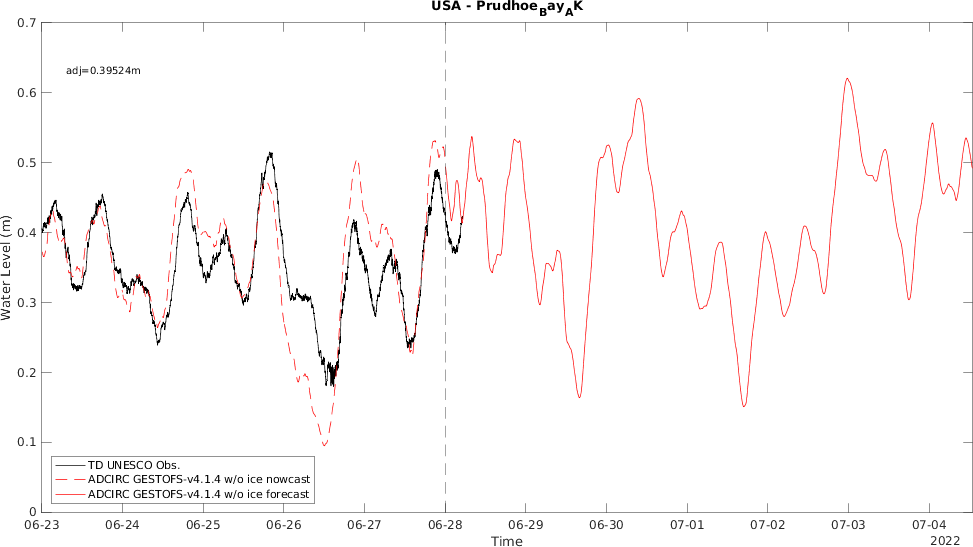 USA - Prudhoe_Bay_AK
adj=0.39524m
0.7
0.6
0.5
0.4
0.3
0.2
0.1
0
Water Level (m)
TD UNESCO Obs.
ADCIRC GESTOFS-v4.1.4 w/o ice nowcast
ADCIRC GESTOFS-v4.1.4 w/o ice forecast
06-23 06-24 06-25 06-26 06-27 06-28 06-29 06-30 07-01 07-02 07-03 07-04
Time
2022